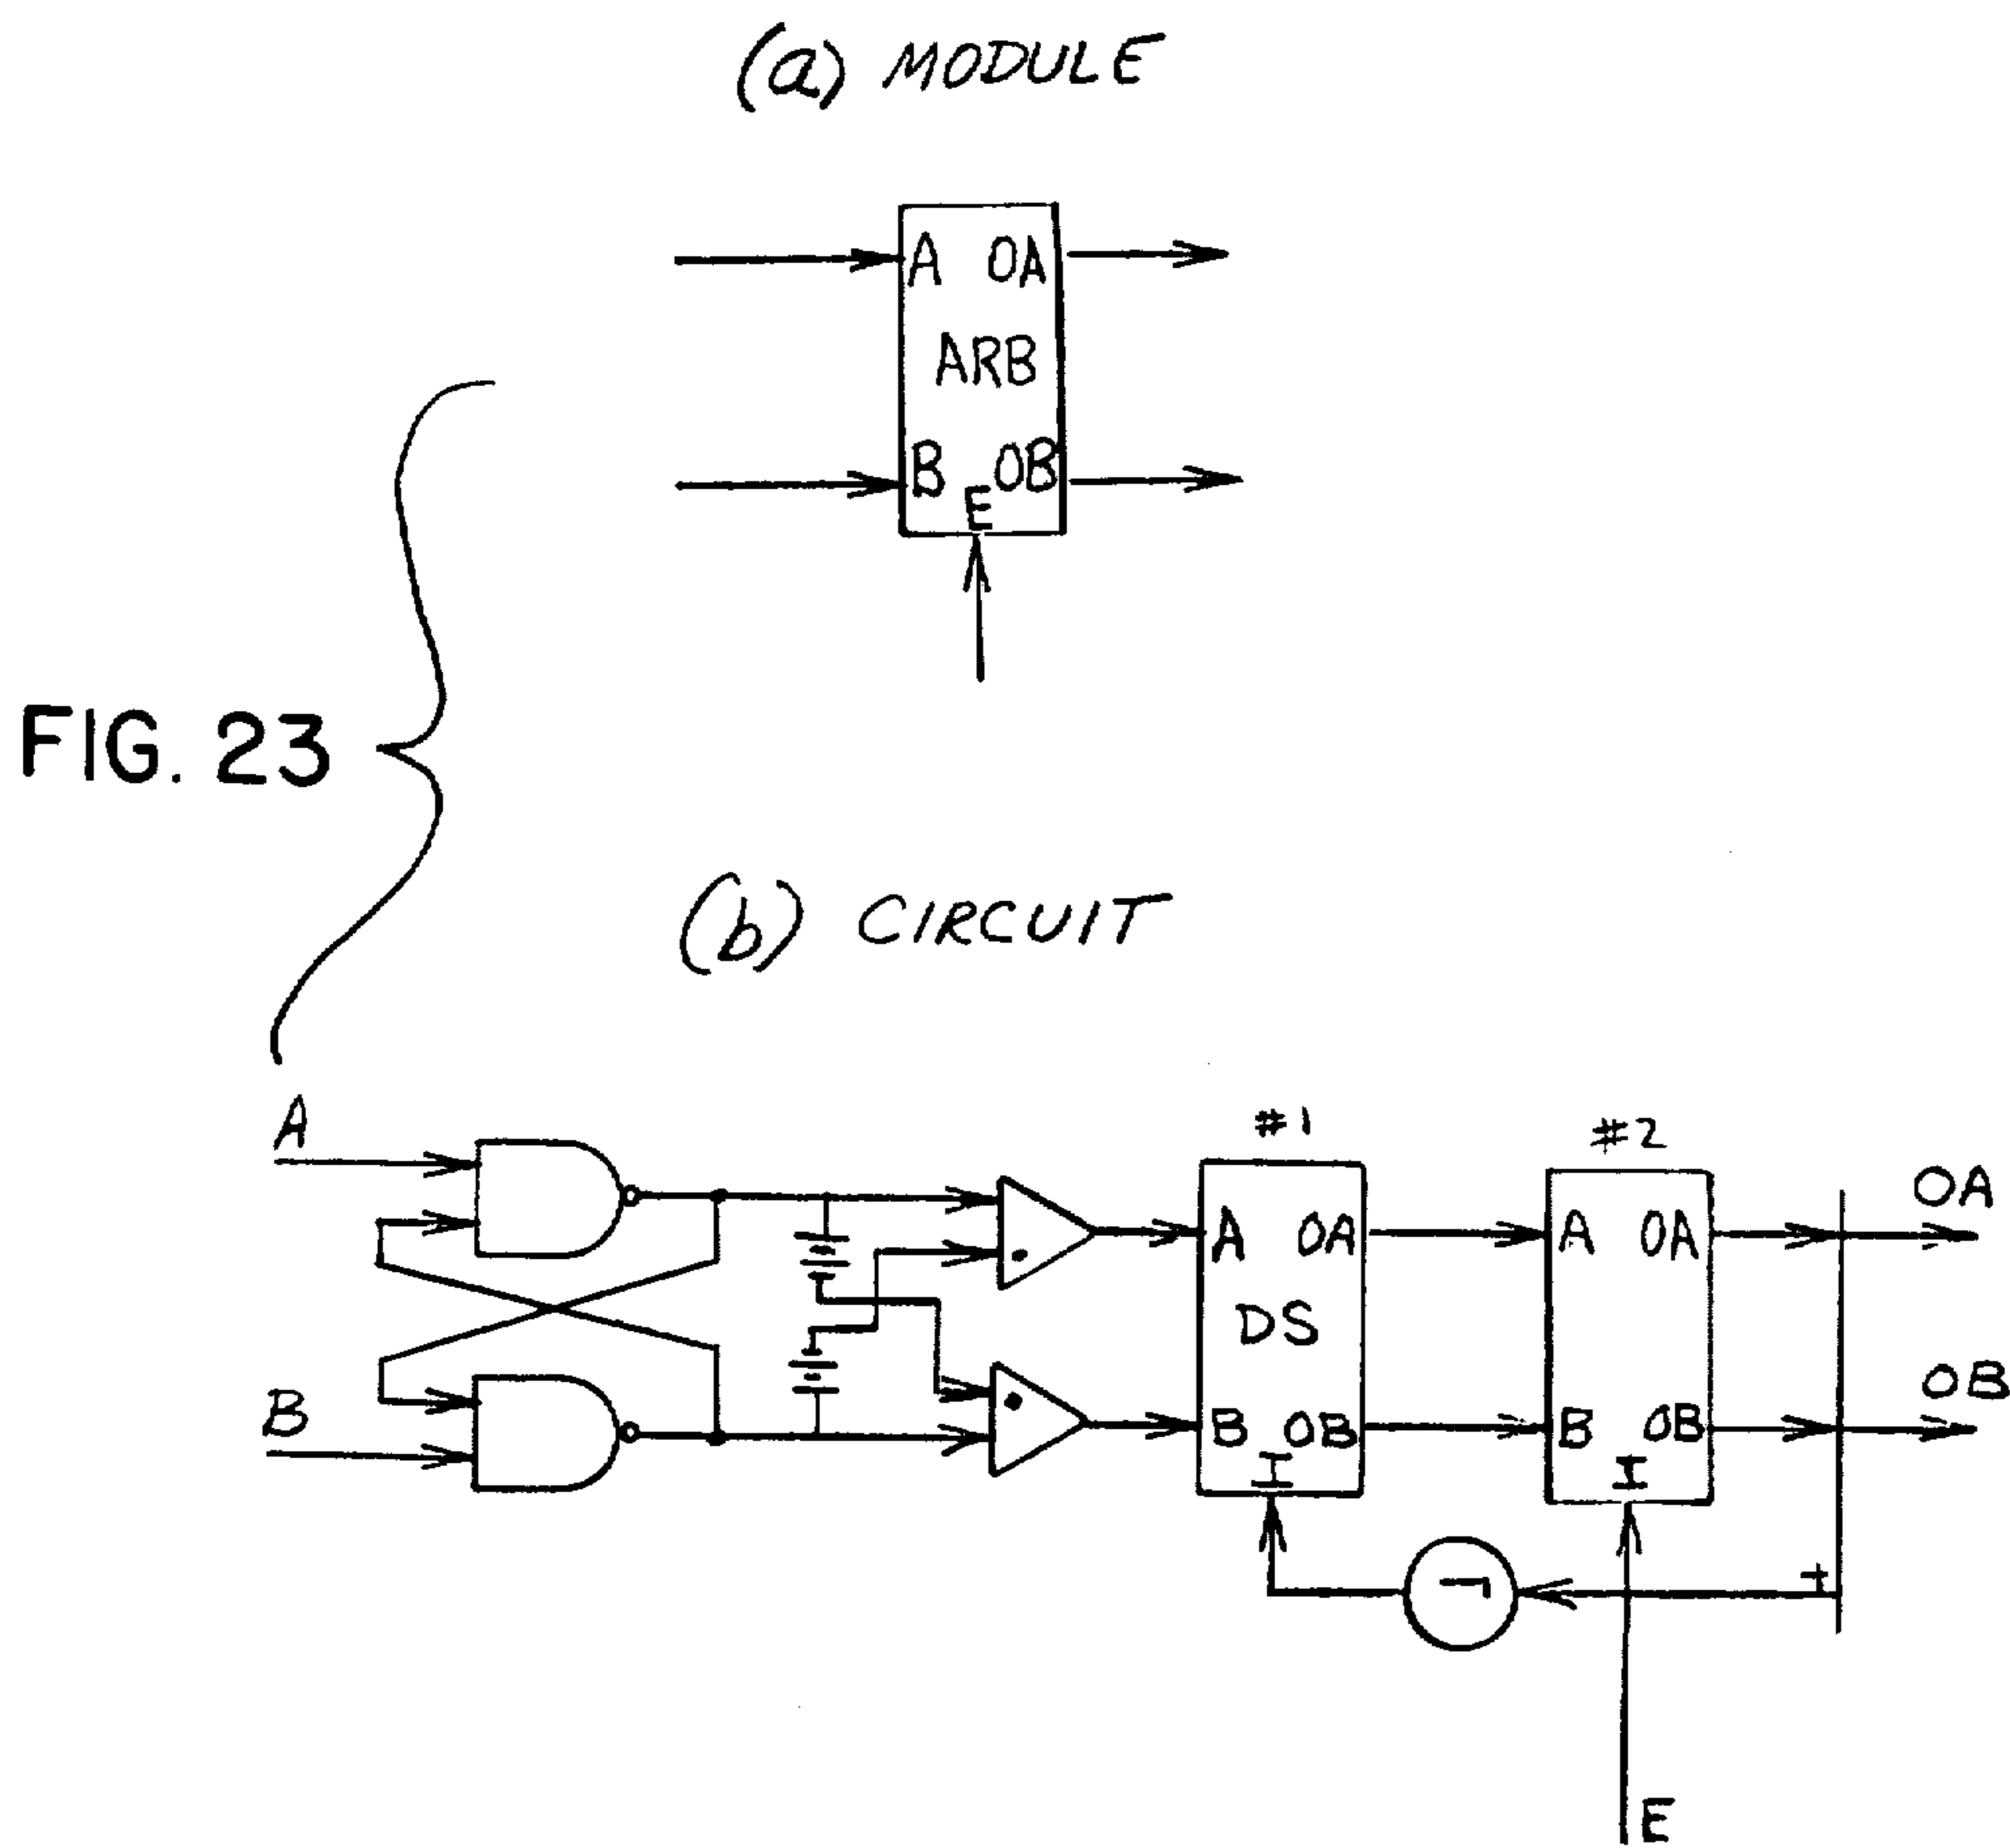 (a) MODULE
A OA
ARB
B OB
E
FIG. 23
(b) CIRCUIT
A
#1
#2
OA
A OA
A OA
DS
OB
B
B OB
B OB
I
I
¬
+
E